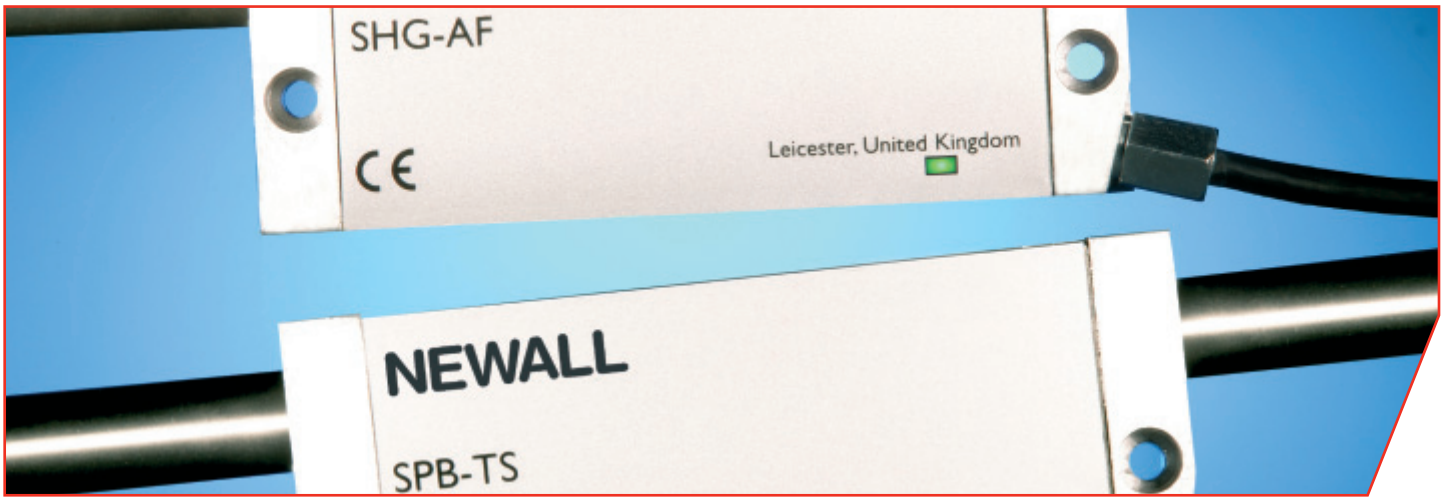 SHG-AF
CE
Leicester, United Kingdom
NEWALL
SPB-TS